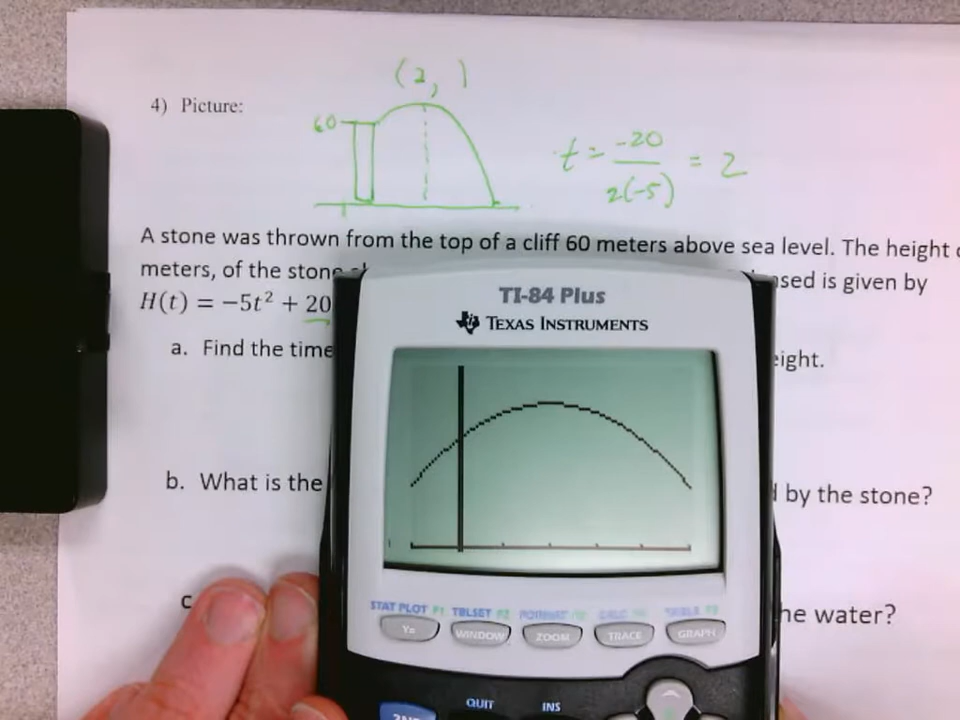 (2, )
4) Picture:
60
t = -20 / 2(-5) = 2
A stone was thrown from the top of a cliff 60 meters above sea level. The height
meters, of the stone
sed is given by
H(t) = −5t² + 20
a. Find the time
eight.
b. What is the
d by the stone?
c
he water?
TI-84 Plus
TEXAS INSTRUMENTS
STAT PLOT F1 TBLSET F2
Y= WINDOW ZOOM TRACE GRAPH
QUIT INS
2ND